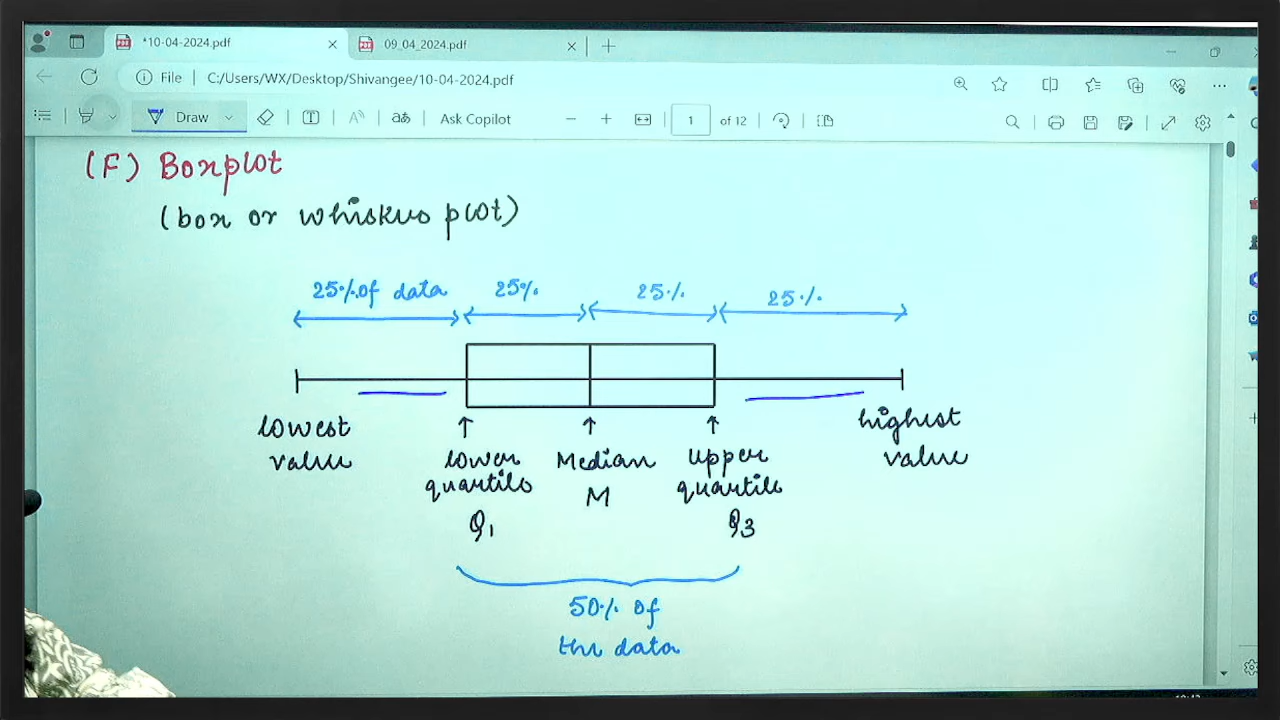 *10-04-2024.pdf
09_04_2024.pdf
File C:/Users/WX/Desktop/Shivangee/10-04-2024.pdf
Draw
Ask Copilot
1 of 12
(F) Boxplot
(box or whiskers plot)
25% of data 25% 25% 25%
lowest value
lower quartile Q1
Median M
upper quartile Q3
highest value
50% of
the data